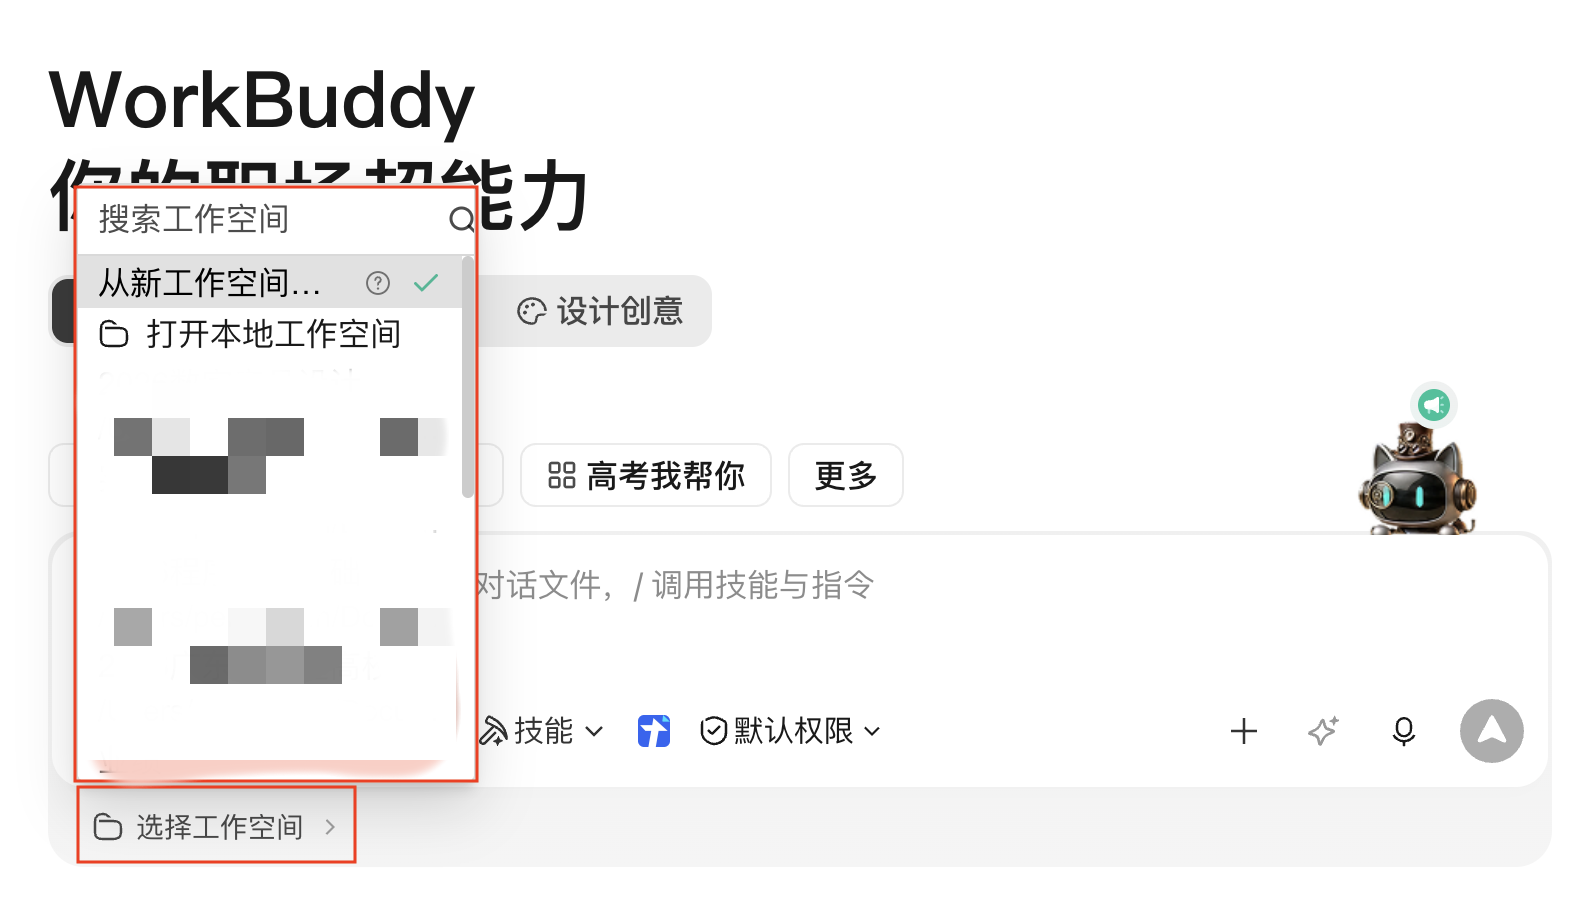 WorkBuddy
能力
搜索工作空间
从新工作空间...
打开本地工作空间
设计创意
高考我帮你
更多
对话文件，/ 调用技能与指令
技能
默认权限
选择工作空间